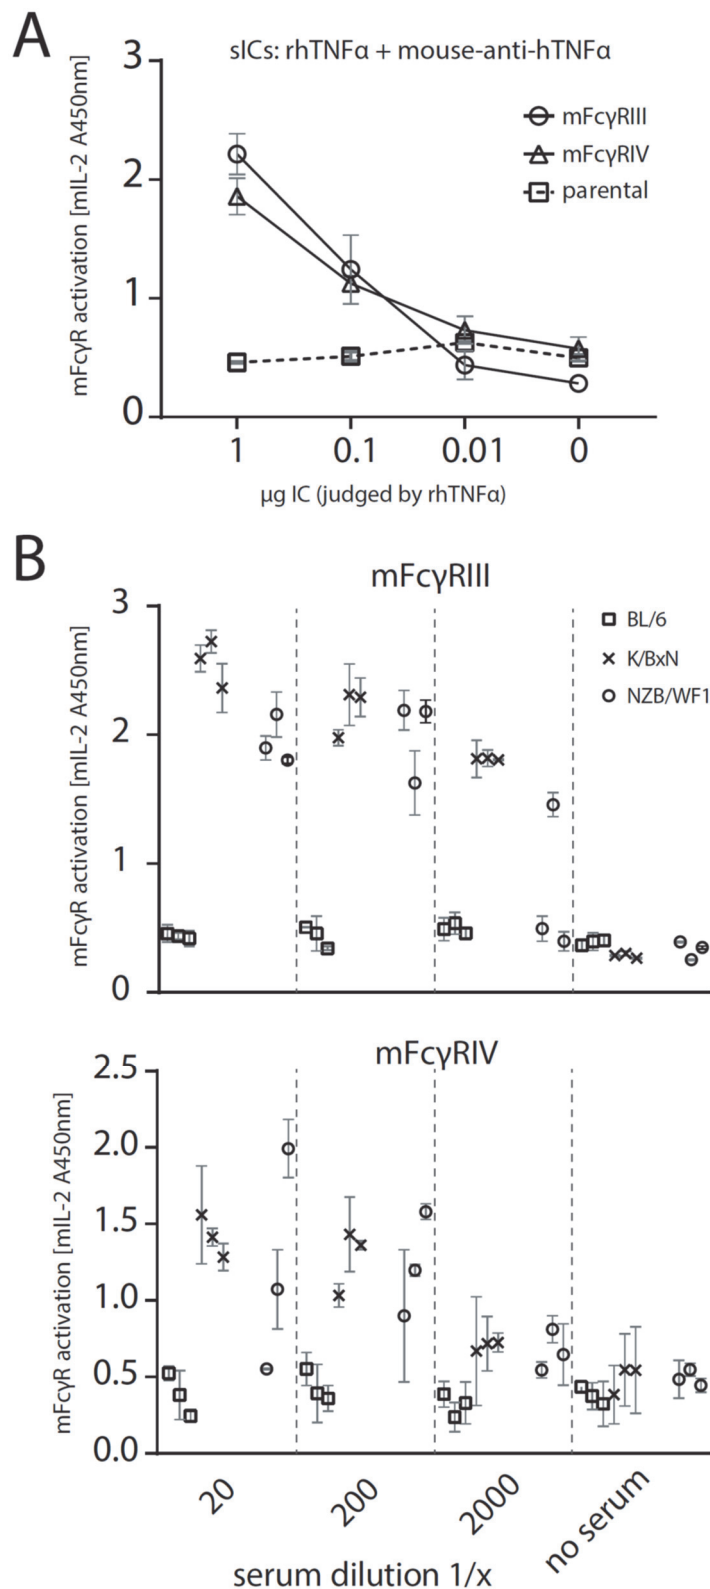 A
sICs: rhTNFα + mouse-anti-hTNFα
mFcγR activation [mIL-2 A450nm]
3
2
1
0
mFcγRIII
mFcγRIV
parental
1 0.1 0.01 0
μg IC (judged by rhTNFα)
B
mFcγRIII
mFcγR activation [mIL-2 A450nm]
3
2
1
0
BL/6
K/BxN
NZB/WF1
mFcγRIV
mFcγR activation [mIL-2 A450nm]
2.5
2.0
1.5
1.0
0.5
0.0
20 200 2000 no serum
serum dilution 1/x